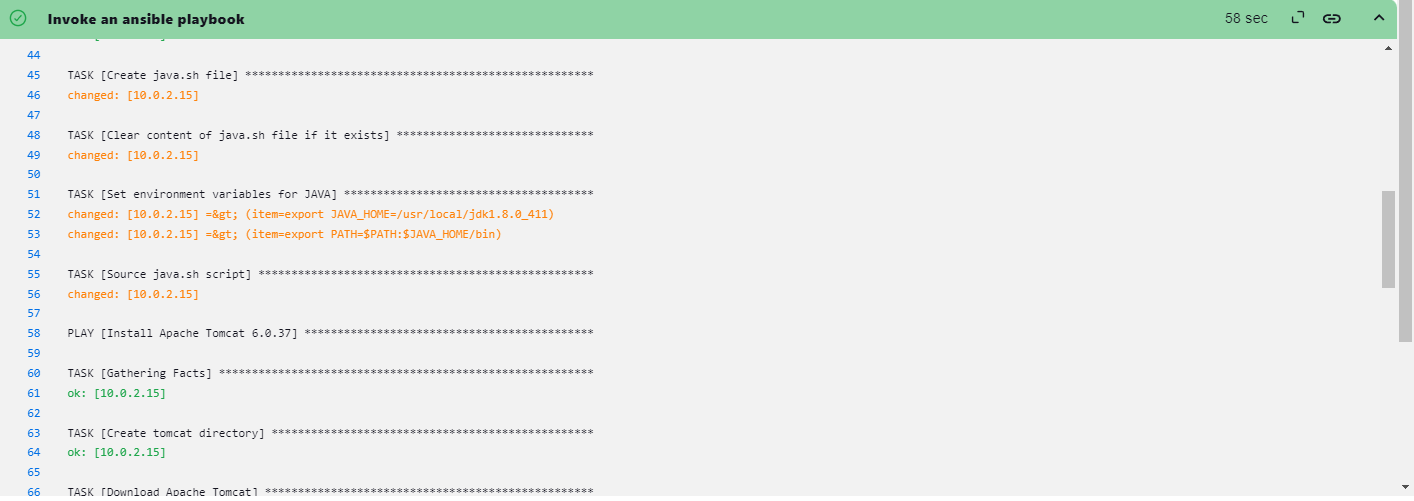 Invoke an ansible playbook 58 sec
44
45 TASK [Create java.sh file] *****************************************************
46 changed: [10.0.2.15]
47
48 TASK [Clear content of java.sh file if it exists] ******************************
49 changed: [10.0.2.15]
50
51 TASK [Set environment variables for JAVA] **************************************
52 changed: [10.0.2.15] =&gt; (item=export JAVA_HOME=/usr/local/jdk1.8.0_411)
53 changed: [10.0.2.15] =&gt; (item=export PATH=$PATH:$JAVA_HOME/bin)
54
55 TASK [Source java.sh script] ***************************************************
56 changed: [10.0.2.15]
57
58 PLAY [Install Apache Tomcat 6.0.37] ********************************************
59
60 TASK [Gathering Facts] *********************************************************
61 ok: [10.0.2.15]
62
63 TASK [Create tomcat directory] *************************************************
64 ok: [10.0.2.15]
65
66 TASK [Download Apache Tomcat] **************************************************